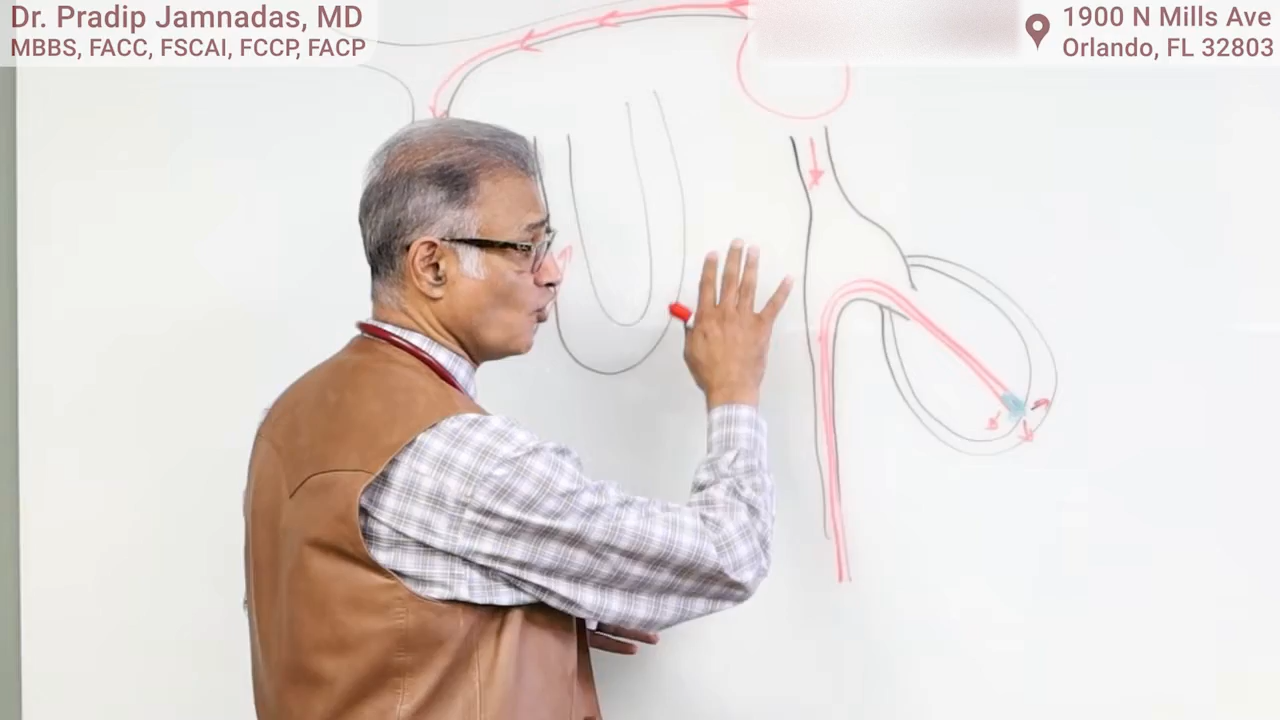 Dr. Pradip Jamnadas, MD
MBBS, FACC, FSCAI, FCCP, FACP
1900 N Mills Ave
Orlando, FL 32803